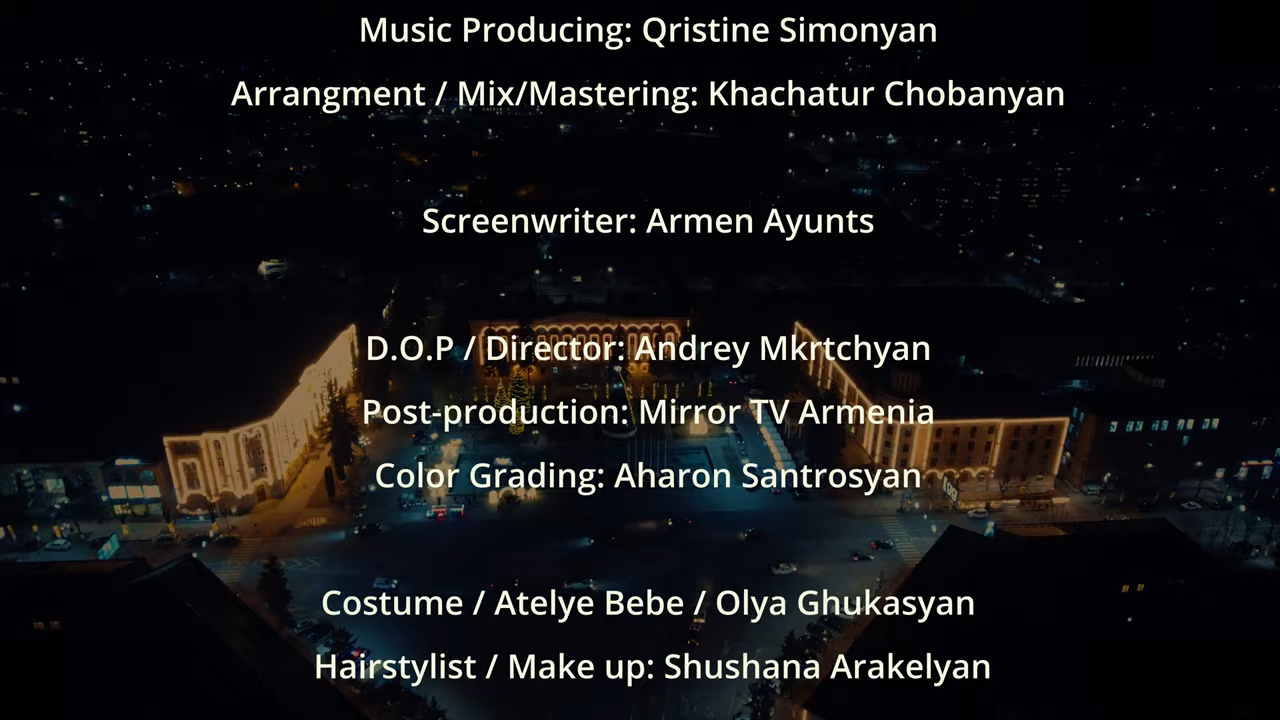 Music Producing: Qristine Simonyan
Arrangment / Mix/Mastering: Khachatur Chobanyan
Screenwriter: Armen Ayunts
D.O.P / Director: Andrey Mkrtchyan
Post-production: Mirror TV Armenia
Color Grading: Aharon Santrosyan
Costume / Atelye Bebe / Olya Ghukasyan
Hairstylist / Make up: Shushana Arakelyan